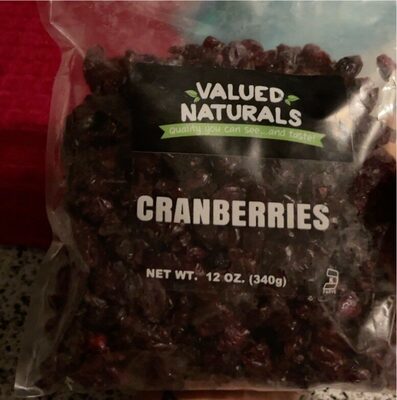 VALUED
NATURALS
Quality you can see...and taste!
CRANBERRIES
NET WT. 12 OZ. (340g)